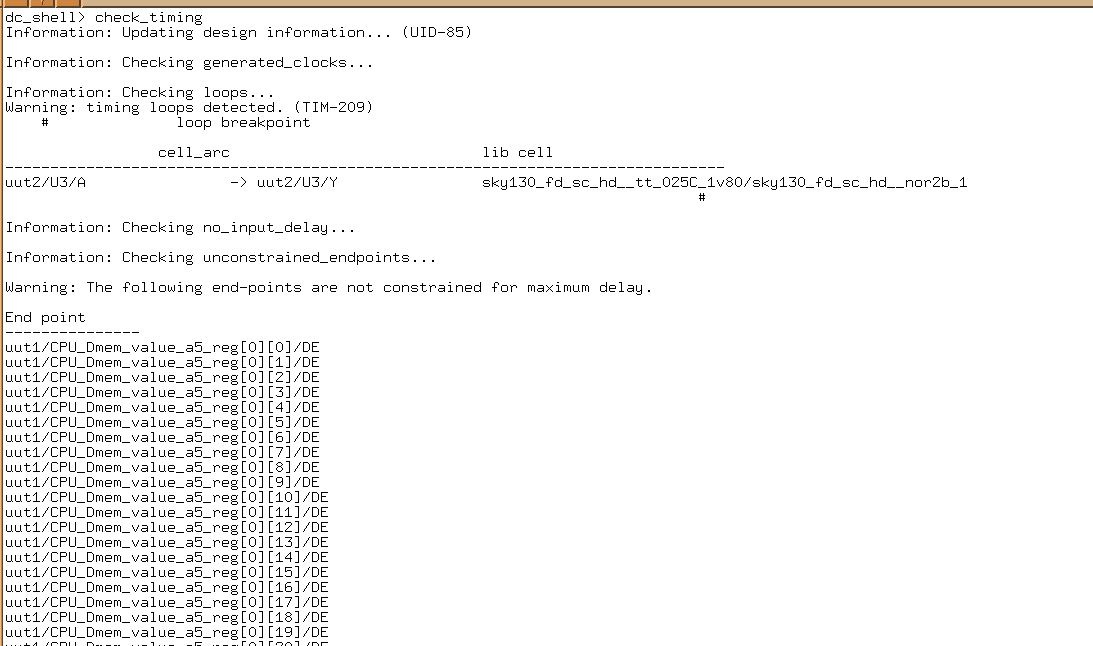 dc_shell> check_timing
Information: Updating design information... (UID-85)
Information: Checking generated_clocks...
Information: Checking loops...
Warning: timing loops detected. (TIM-209)
# loop breakpoint
cell_arc lib cell
--------------------------------------------------------------------------------
uut2/U3/A -> uut2/U3/Y sky130_fd_sc_hd__tt_025C_1v80/sky130_fd_sc_hd__nor2b_1
#
Information: Checking no_input_delay...
Information: Checking unconstrained_endpoints...
Warning: The following end-points are not constrained for maximum delay.
End point
---------------
uut1/CPU_Dmem_value_a5_reg[0][0]/DE
uut1/CPU_Dmem_value_a5_reg[0][1]/DE
uut1/CPU_Dmem_value_a5_reg[0][2]/DE
uut1/CPU_Dmem_value_a5_reg[0][3]/DE
uut1/CPU_Dmem_value_a5_reg[0][4]/DE
uut1/CPU_Dmem_value_a5_reg[0][5]/DE
uut1/CPU_Dmem_value_a5_reg[0][6]/DE
uut1/CPU_Dmem_value_a5_reg[0][7]/DE
uut1/CPU_Dmem_value_a5_reg[0][8]/DE
uut1/CPU_Dmem_value_a5_reg[0][9]/DE
uut1/CPU_Dmem_value_a5_reg[0][10]/DE
uut1/CPU_Dmem_value_a5_reg[0][11]/DE
uut1/CPU_Dmem_value_a5_reg[0][12]/DE
uut1/CPU_Dmem_value_a5_reg[0][13]/DE
uut1/CPU_Dmem_value_a5_reg[0][14]/DE
uut1/CPU_Dmem_value_a5_reg[0][15]/DE
uut1/CPU_Dmem_value_a5_reg[0][16]/DE
uut1/CPU_Dmem_value_a5_reg[0][17]/DE
uut1/CPU_Dmem_value_a5_reg[0][18]/DE
uut1/CPU_Dmem_value_a5_reg[0][19]/DE